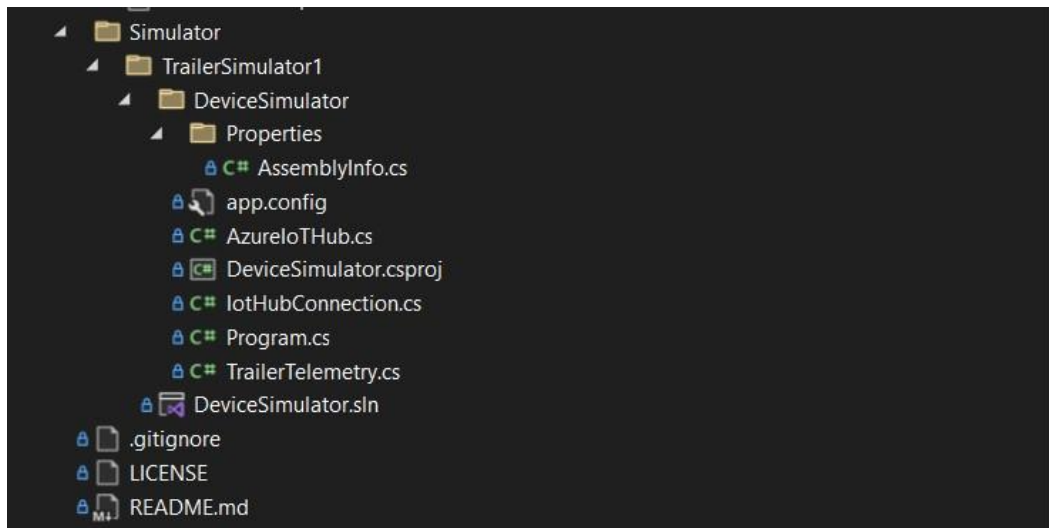 Simulator
TrailerSimulator1
DeviceSimulator
Properties
C# AssemblyInfo.cs
app.config
C# AzureIoTHub.cs
C# DeviceSimulator.csproj
C# IotHubConnection.cs
C# Program.cs
C# TrailerTelemetry.cs
DeviceSimulator.sln
.gitignore
LICENSE
M↓ README.md